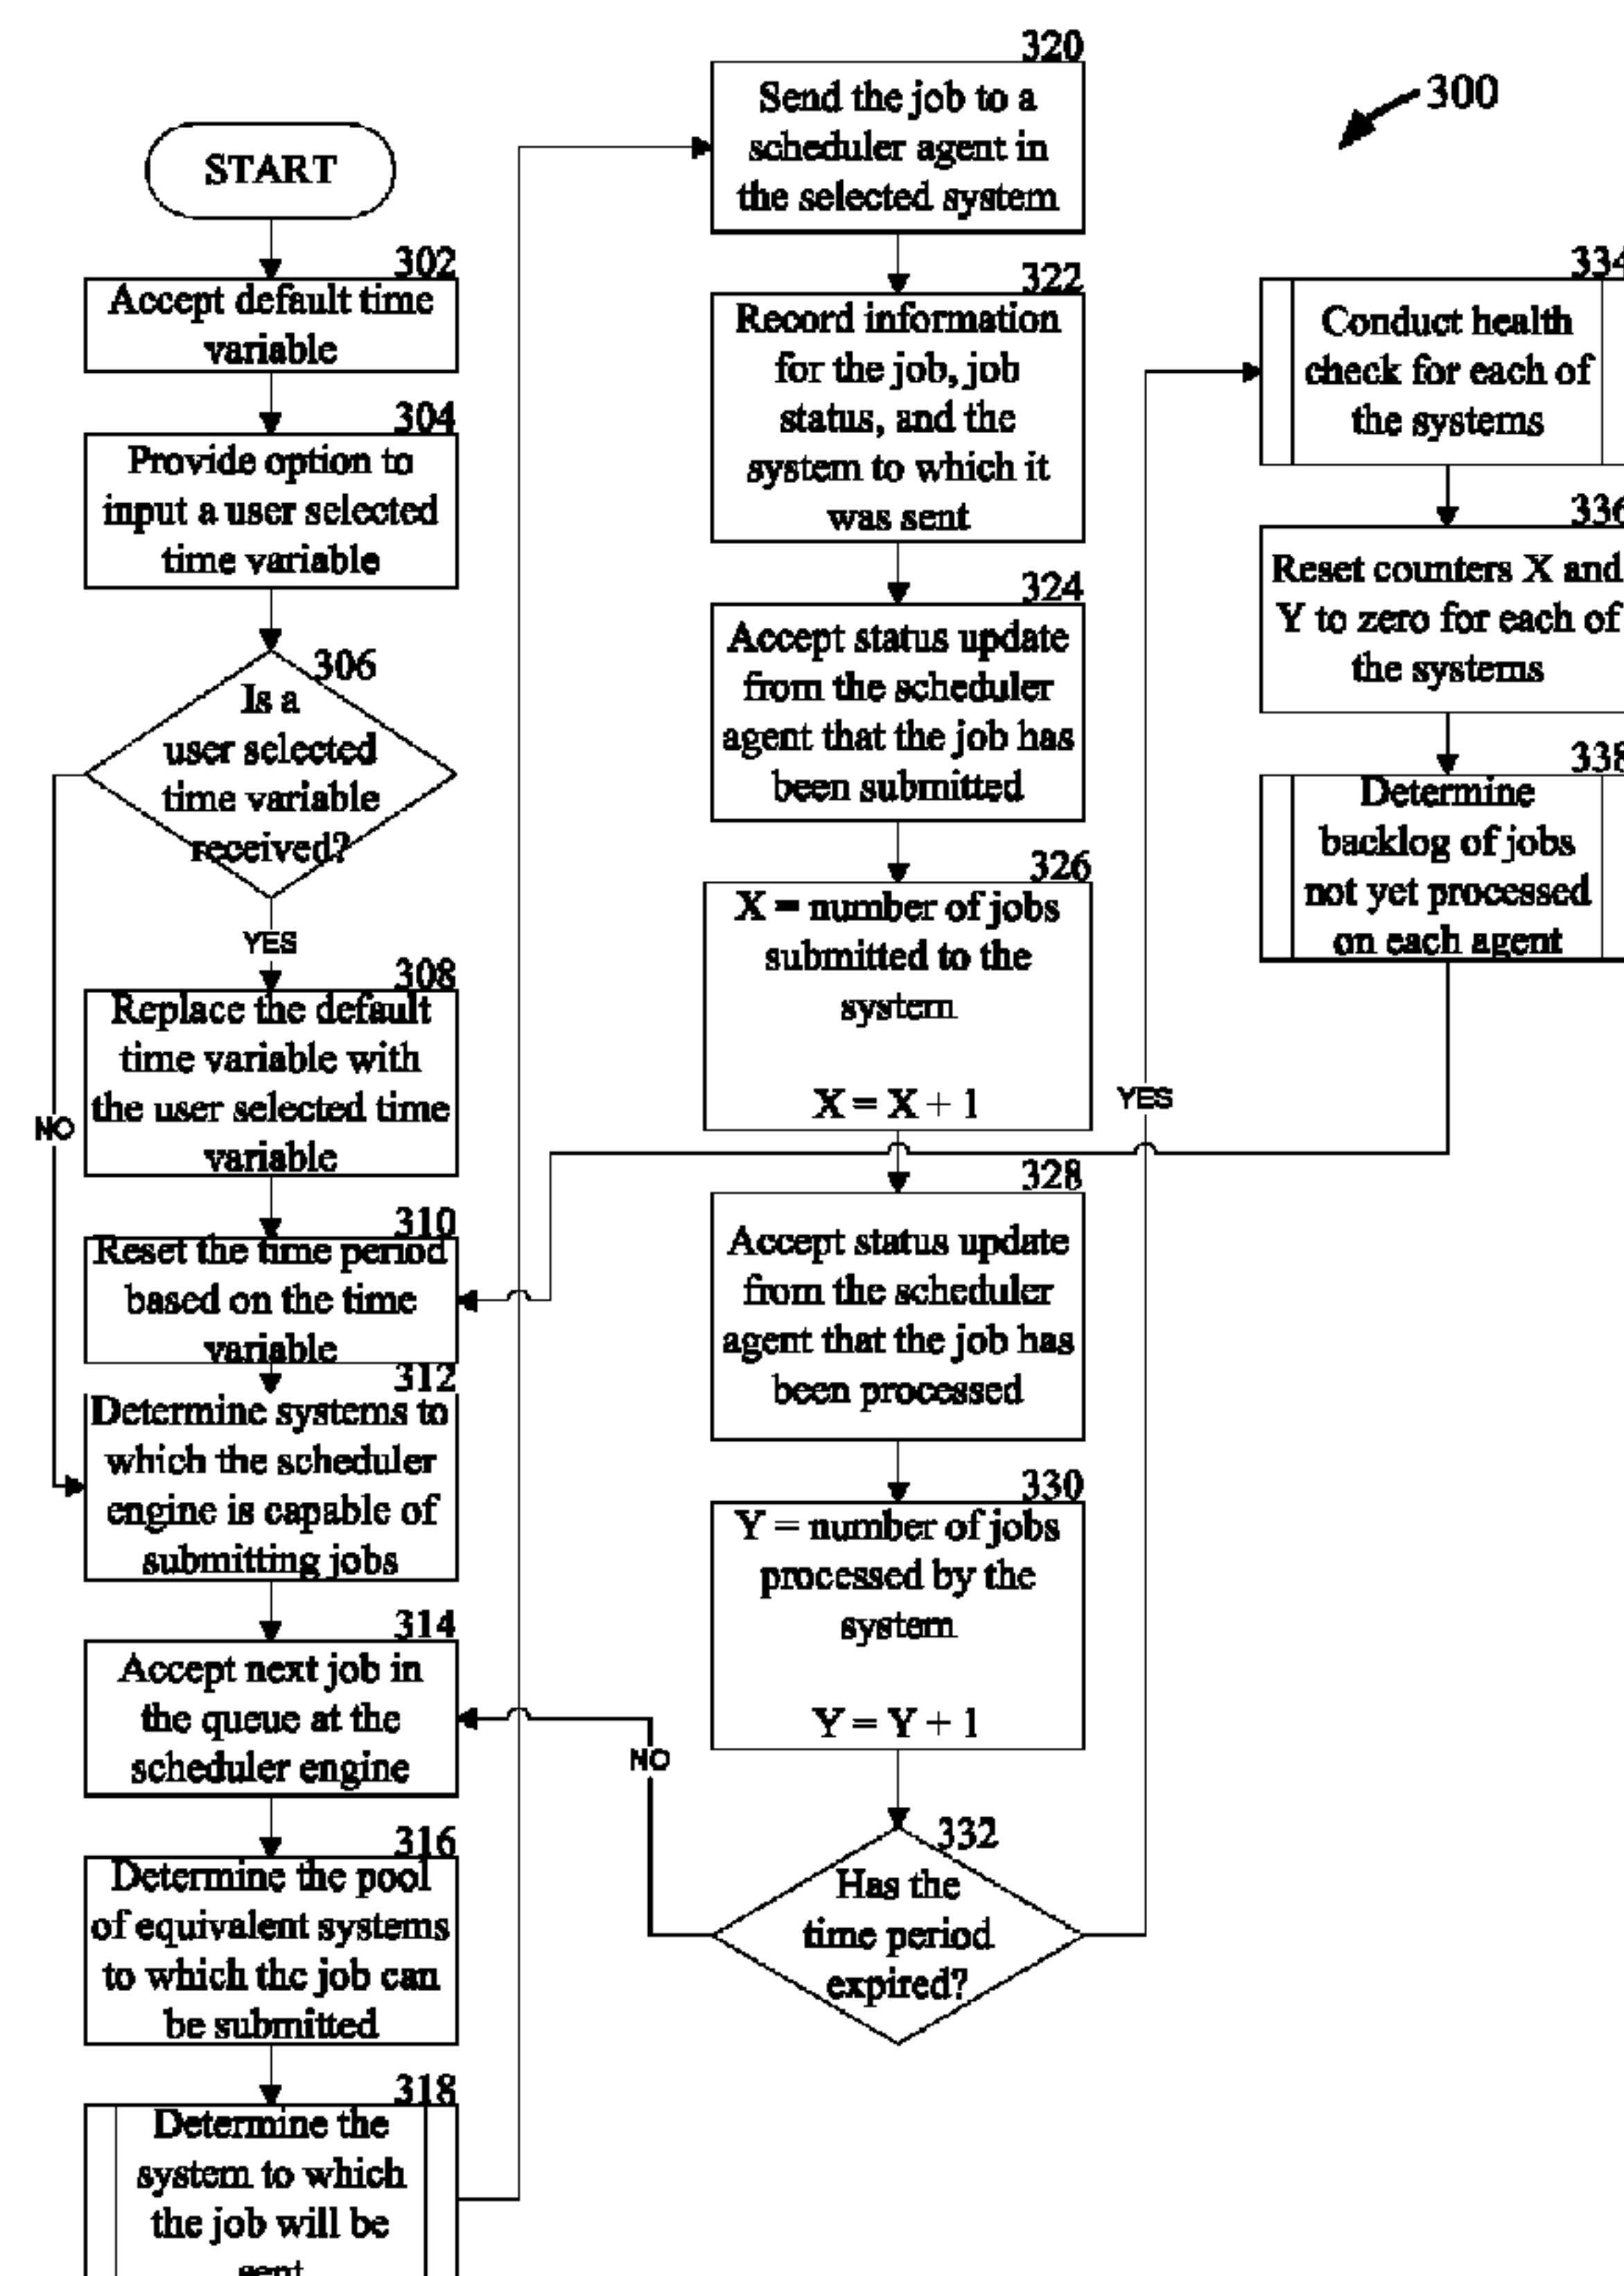 START
302
Accept default time
variable
304
Provide option to
input a user selected
time variable
306
Is a
user selected
time variable
received?
NO
YES
308
Replace the default
time variable with
the user selected time
variable
310
Reset the time period
based on the time
variable
312
Determine systems to
which the scheduler
engine is capable of
submitting jobs
314
Accept next job in
the queue at the
scheduler engine
316
Determine the pool
of equivalent systems
to which the job can
be submitted
318
Determine the
system to which
the job will be
sent
320
Send the job to a
scheduler agent in
the selected system
322
Record information
for the job, job
status, and the
system to which it
was sent
324
Accept status update
from the scheduler
agent that the job has
been submitted
326
X = number of jobs
submitted to the
system
X = X + 1
328
Accept status update
from the scheduler
agent that the job has
been processed
330
Y = number of jobs
processed by the
system
Y = Y + 1
332
Has the
time period
expired?
NO
YES
300
334
Conduct health
check for each of
the systems
336
Reset counters X and
Y to zero for each of
the systems
338
Determine
backlog of jobs
not yet processed
on each agent